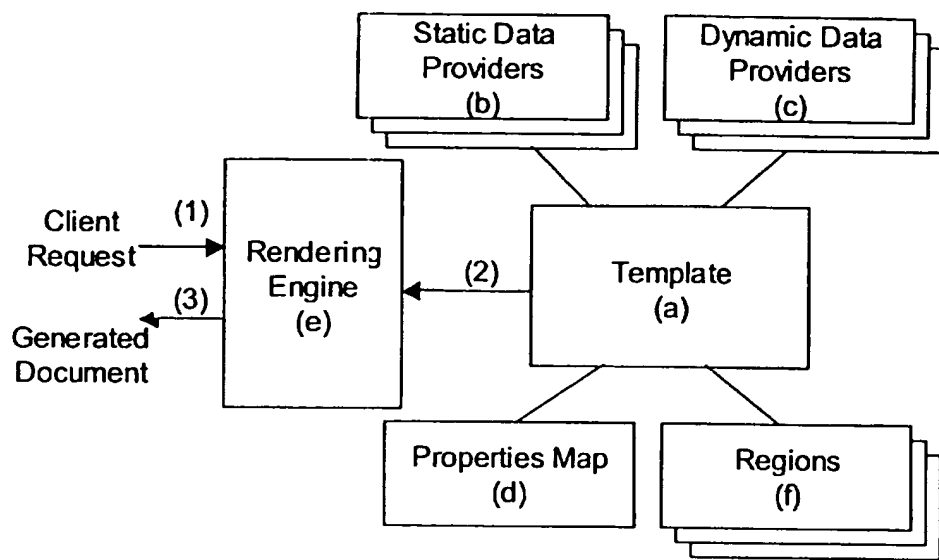 Static Data
Providers
(b)
Dynamic Data
Providers
(c)
Client
Request
(1)
Rendering
Engine
(e)
(2)
Template
(a)
(3)
Generated
Document
Properties Map
(d)
Regions
(f)